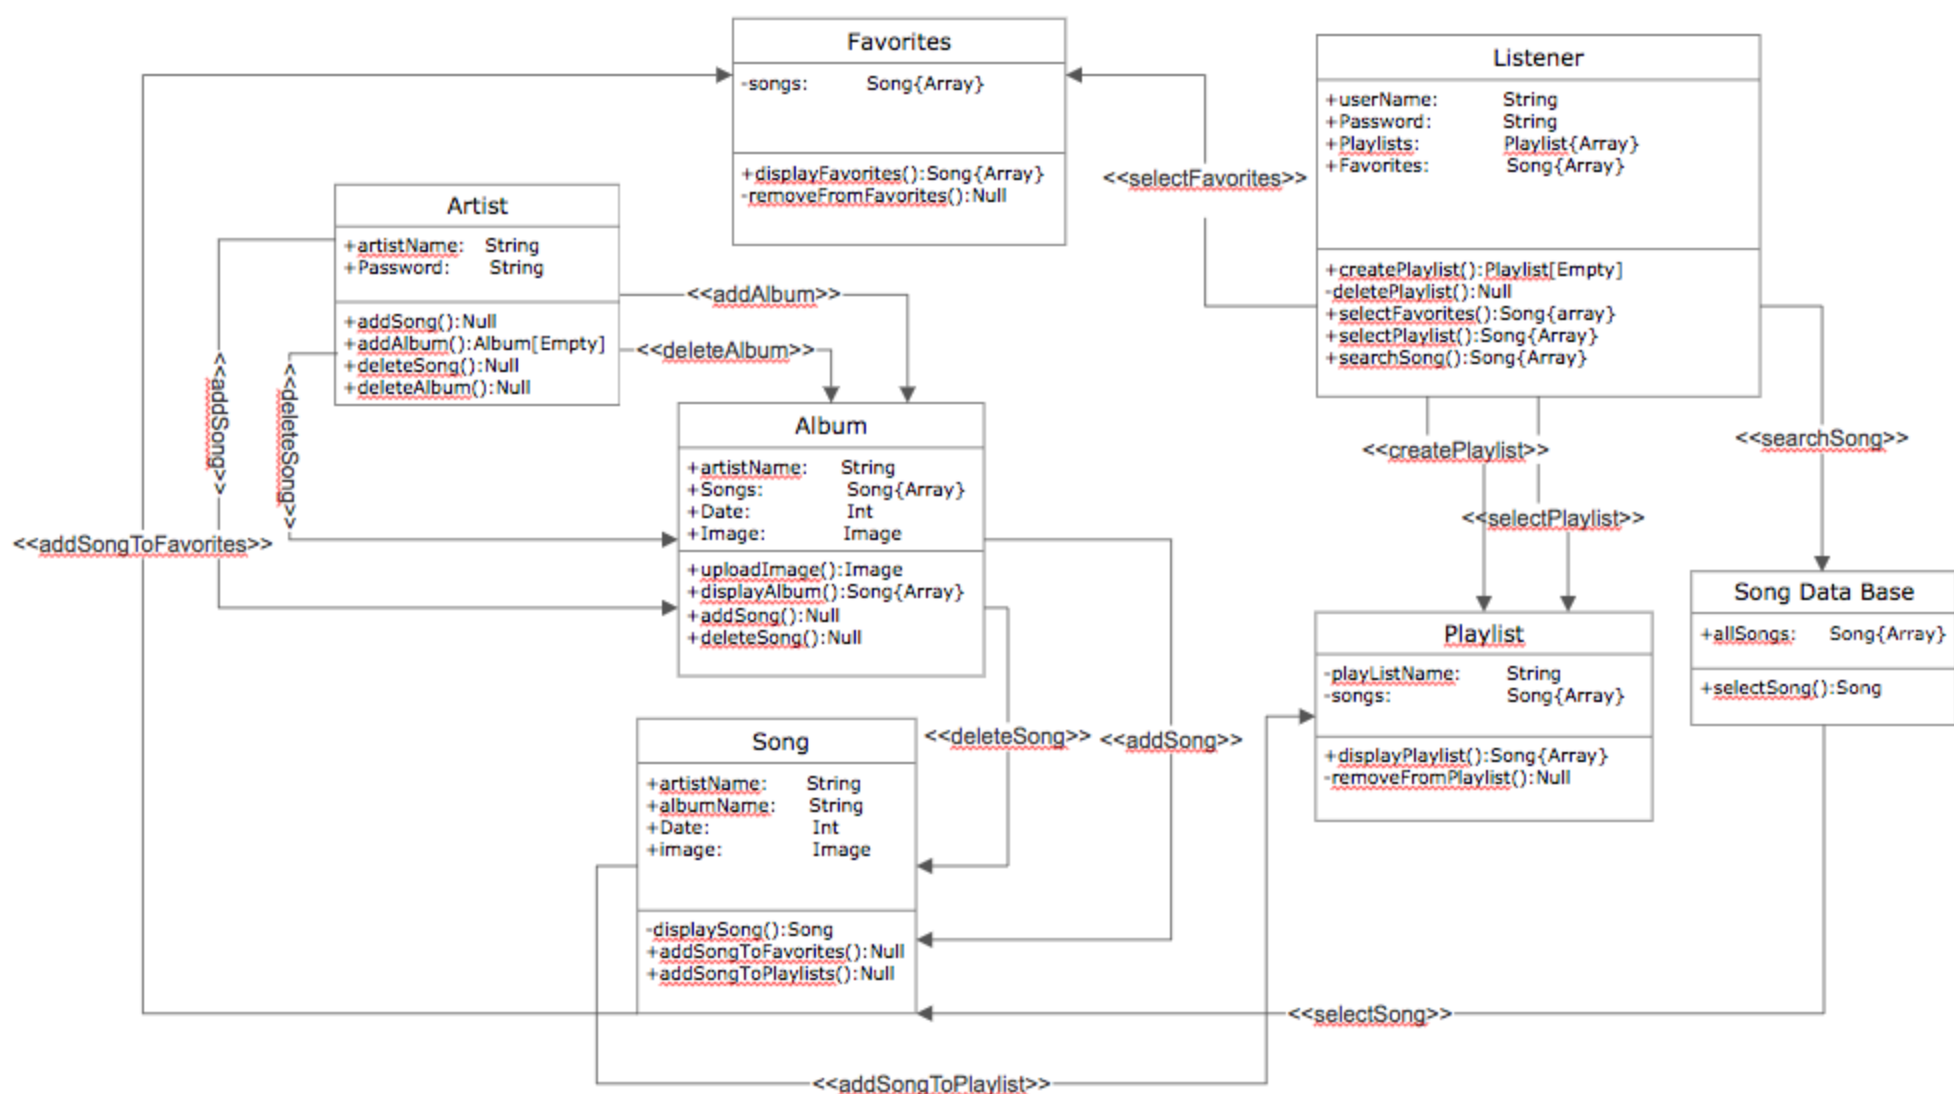 Favorites
-songs: Song{Array}
+displayFavorites():Song{Array}
-removeFromFavorites():Null
Listener
+userName: String
+Password: String
+Playlists: Playlist{Array}
+Favorites: Song{Array}
+createPlaylist():Playlist[Empty]
-deletePlaylist():Null
+selectFavorites():Song{array}
+selectPlaylist():Song{Array}
+searchSong():Song{Array}
<<selectFavorites>>
Artist
+artistName: String
+Password: String
+addSong():Null
+addAlbum():Album[Empty]
+deleteSong():Null
+deleteAlbum():Null
<<addAlbum>>
<<deleteAlbum>>
<<addSong>>
<<deleteSong>>
<<addSongToFavorites>>
Album
+artistName: String
+Songs: Song{Array}
+Date: Int
+Image: Image
+uploadImage():Image
+displayAlbum():Song{Array}
+addSong():Null
+deleteSong():Null
<<createPlaylist>>
<<selectPlaylist>>
<<searchSong>>
Song Data Base
+allSongs: Song{Array}
+selectSong():Song
Playlist
-playListName: String
-songs: Song{Array}
+displayPlaylist():Song{Array}
-removeFromPlaylist():Null
<<deleteSong>>
<<addSong>>
Song
+artistName: String
+albumName: String
+Date: Int
+image: Image
-displaySong():Song
+addSongToFavorites():Null
+addSongToPlaylists():Null
<<selectSong>>
<<addSongToPlaylist>>